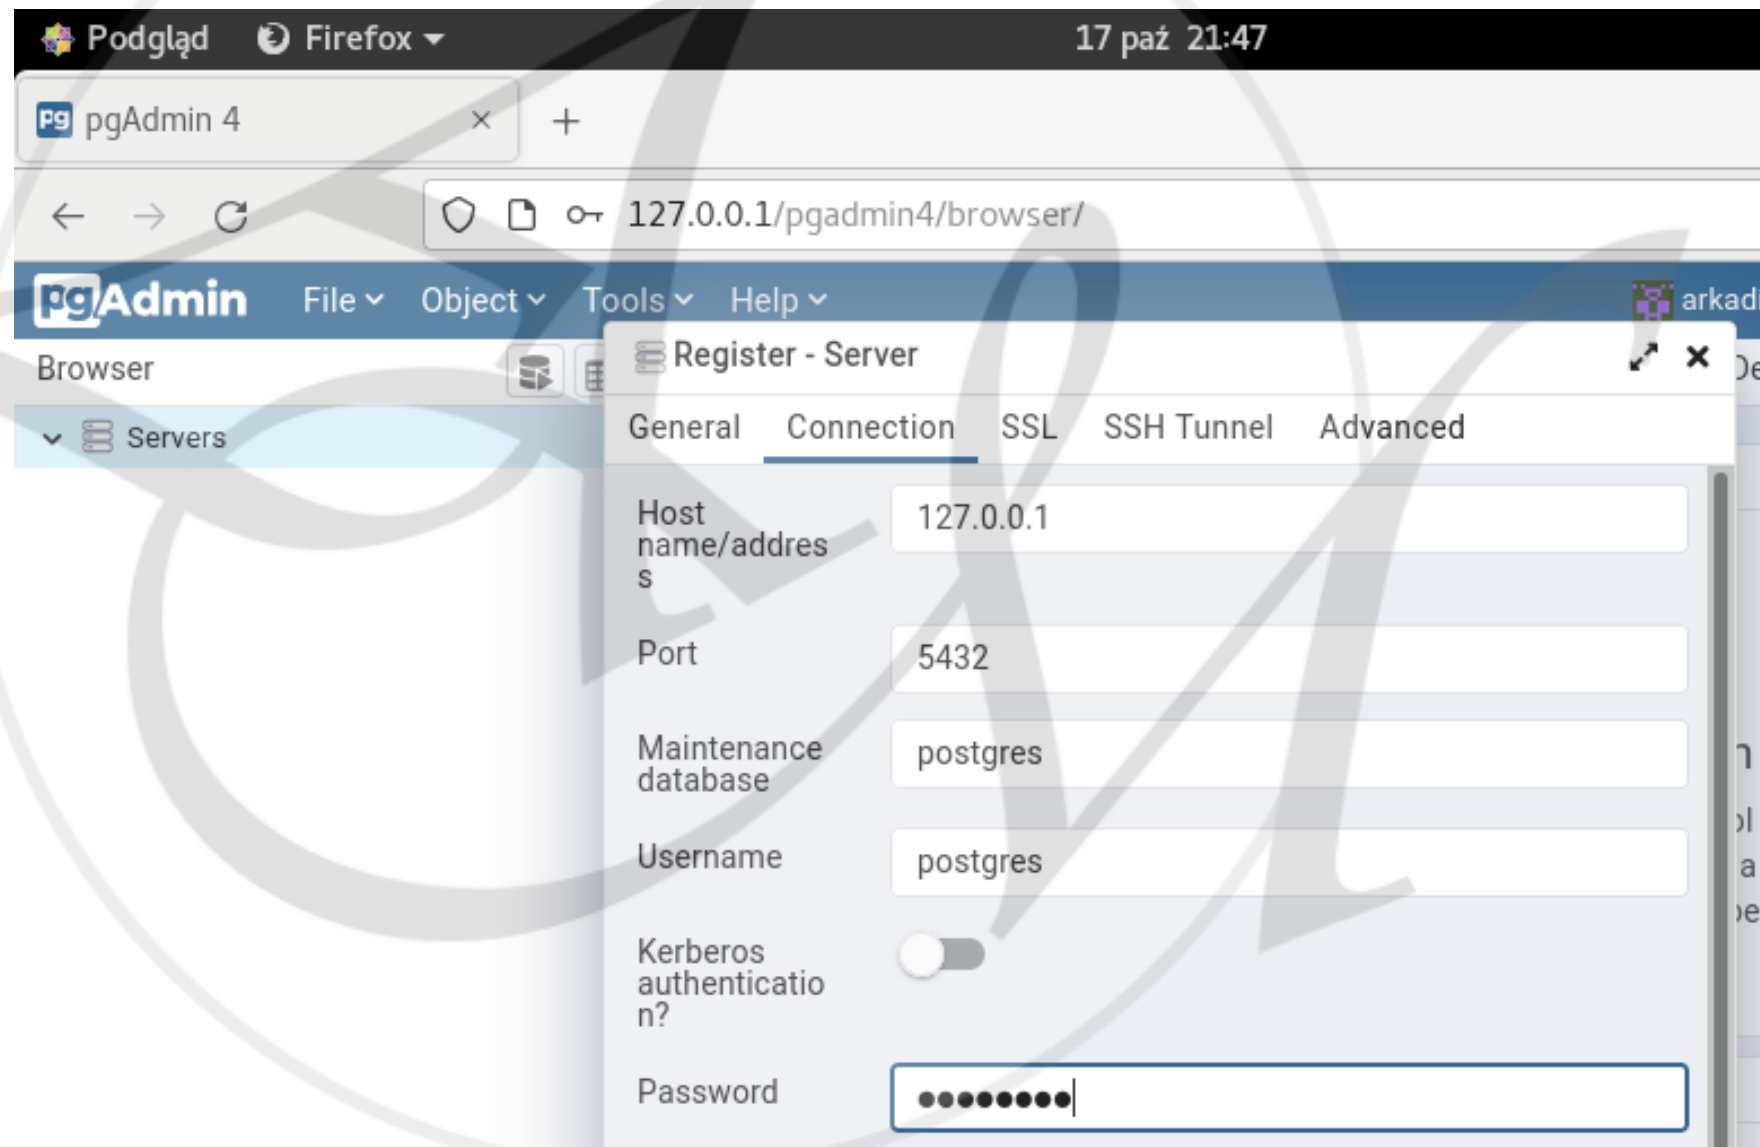 Podgląd Firefox 17 paź 21:47
pgAdmin 4
127.0.0.1/pgadmin4/browser/
pgAdmin File Object Tools Help arkadi
Browser
Register - Server
Servers
General Connection SSL SSH Tunnel Advanced
Host
name/addres
s
127.0.0.1
Port
5432
Maintenance
database
postgres
Username
postgres
Kerberos
authenticatio
n?
Password